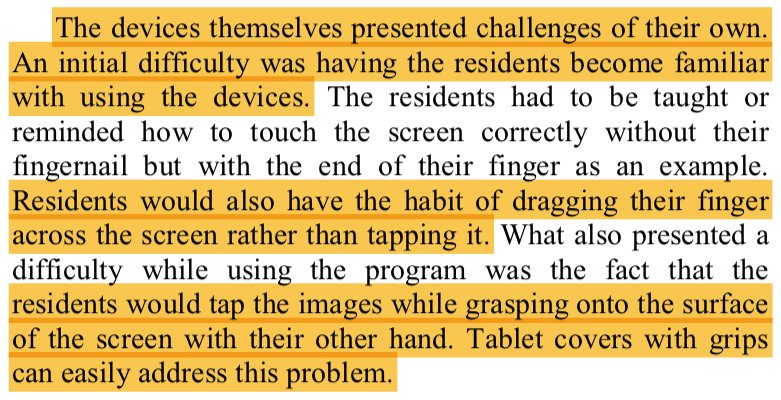 The devices themselves presented challenges of their own.
An initial difficulty was having the residents become familiar
with using the devices. The residents had to be taught or
reminded how to touch the screen correctly without their
fingernail but with the end of their finger as an example.
Residents would also have the habit of dragging their finger
across the screen rather than tapping it. What also presented a
difficulty while using the program was the fact that the
residents would tap the images while grasping onto the surface
of the screen with their other hand. Tablet covers with grips
can easily address this problem.